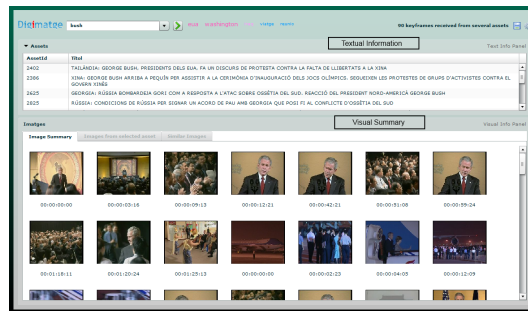 Digimatge bush eua washington
90 keyframes received from several assets
Assets Textual Information Text Info Panel
AssetId Titol
2402 TAILÀNDIA: GEORGE BUSH, PRESIDENTS DELS EUA, FA UN DISCURS DE PROTESTA CONTRA LA FALTA DE LLIBERTATS A LA XINA
2386 XINA: GEORGE BUSH ARRIBA A PEQUÍN PER ASSISTIR A LA CERIMÒNIA D'INAUGURACIÓ DELS JOCS OLÍMPICS. SEGUEIXEN LES PROTESTES DE GRUPS D'ACTIVISTES CONTRA EL
GOVERN XINÈS
2625 GEORGIA: RÚSSIA BOMBARDEJA GORI COM A RESPOSTA A L'ATAC SOBRE OSSÈTIA DEL SUD. REACCIÓ DEL PRESIDENT NORD-AMERICÀ GEORGE BUSH
2825 RÚSSIA: CONDICIONS DE RÚSSIA PER SIGNAR UN ACORD DE PAU AMB GEORGIA QUE POSI FI AL CONFLICTE D'OSSÈTIA DEL SUD
Imatges Visual Summary Visual Info Panel
Image Summary Images from selected asset Similar Images
00:00:00:00 00:00:03:16 00:00:09:13 00:00:12:21 00:00:42:21 00:00:51:08 00:00:59:24
00:01:18:11 00:01:20:24 00:01:25:13 00:00:00:00 00:00:02:23 00:00:04:05 00:00:12:09